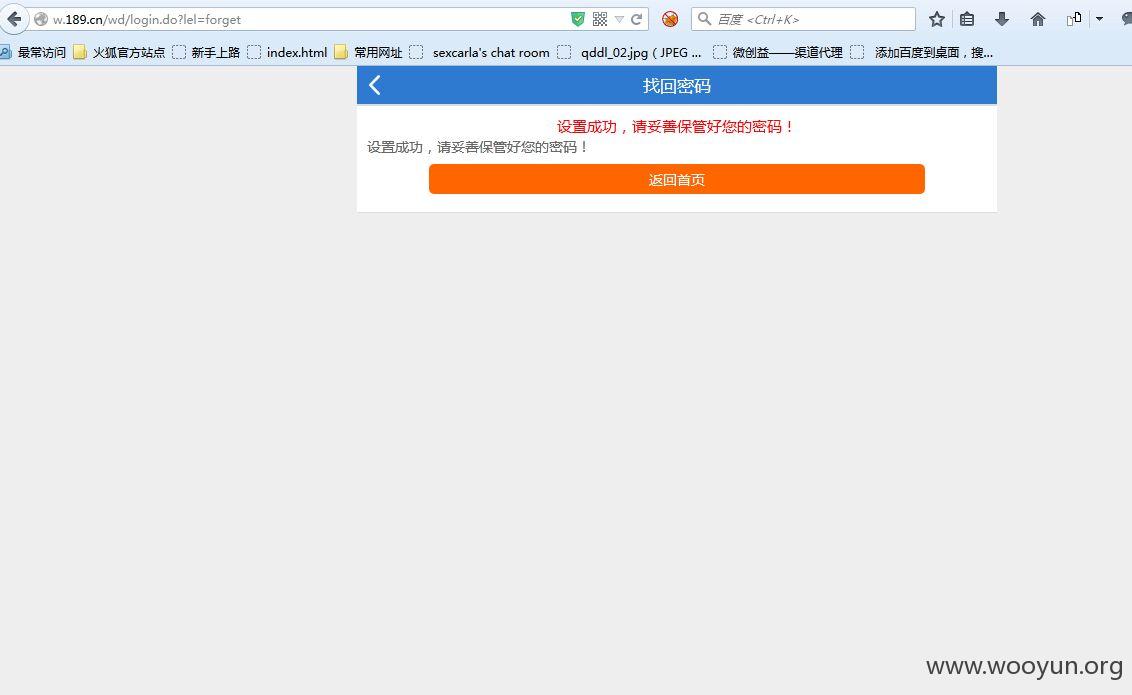 w.189.cn/wd/login.do?lel=forget
百度 <Ctrl+K>
最常访问 火狐官方站点 新手上路 index.html 常用网址 sexcarla's chat room qddl_02.jpg ( JPEG ... 微创益——渠道代理 添加百度到桌面，搜...
找回密码
设置成功，请妥善保管好您的密码！
设置成功，请妥善保管好您的密码！
返回首页
www.wooyun.org